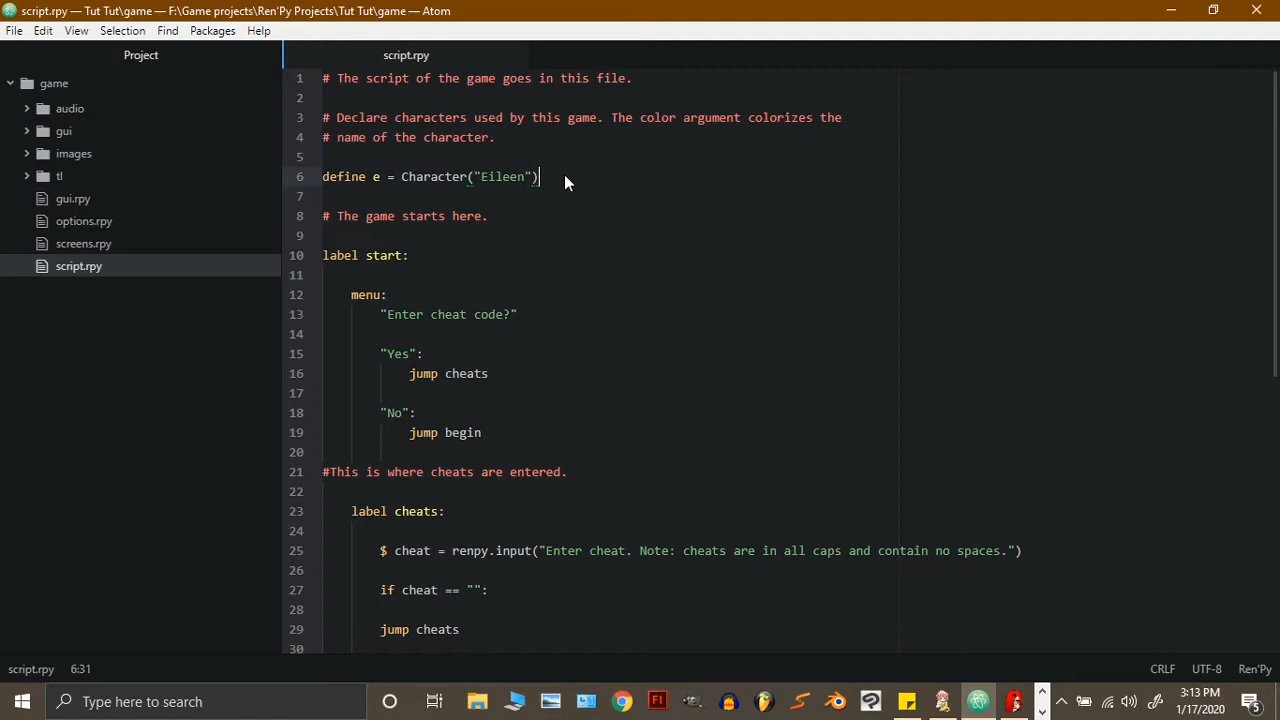 script.rpy — Tut Tut\game — F:\Game projects\Ren'Py Projects\Tut Tut\game — Atom
File Edit View Selection Find Packages Help
Project
script.rpy
game
audio
gui
images
tl
gui.rpy
options.rpy
screens.rpy
script.rpy
1 # The script of the game goes in this file.
2
3 # Declare characters used by this game. The color argument colorizes the
4 # name of the character.
5
6 define e = Character("Eileen")
7
8 # The game starts here.
9
10 label start:
11
12 menu:
13 "Enter cheat code?"
14
15 "Yes":
16 jump cheats
17
18 "No":
19 jump begin
20
21 #This is where cheats are entered.
22
23 label cheats:
24
25 $ cheat = renpy.input("Enter cheat. Note: cheats are in all caps and contain no spaces.")
26
27 if cheat == "":
28
29 jump cheats
30
script.rpy 6:31 CRLF UTF-8 Ren'Py
Type here to search
Fl
3:13 PM
1/17/2020
5